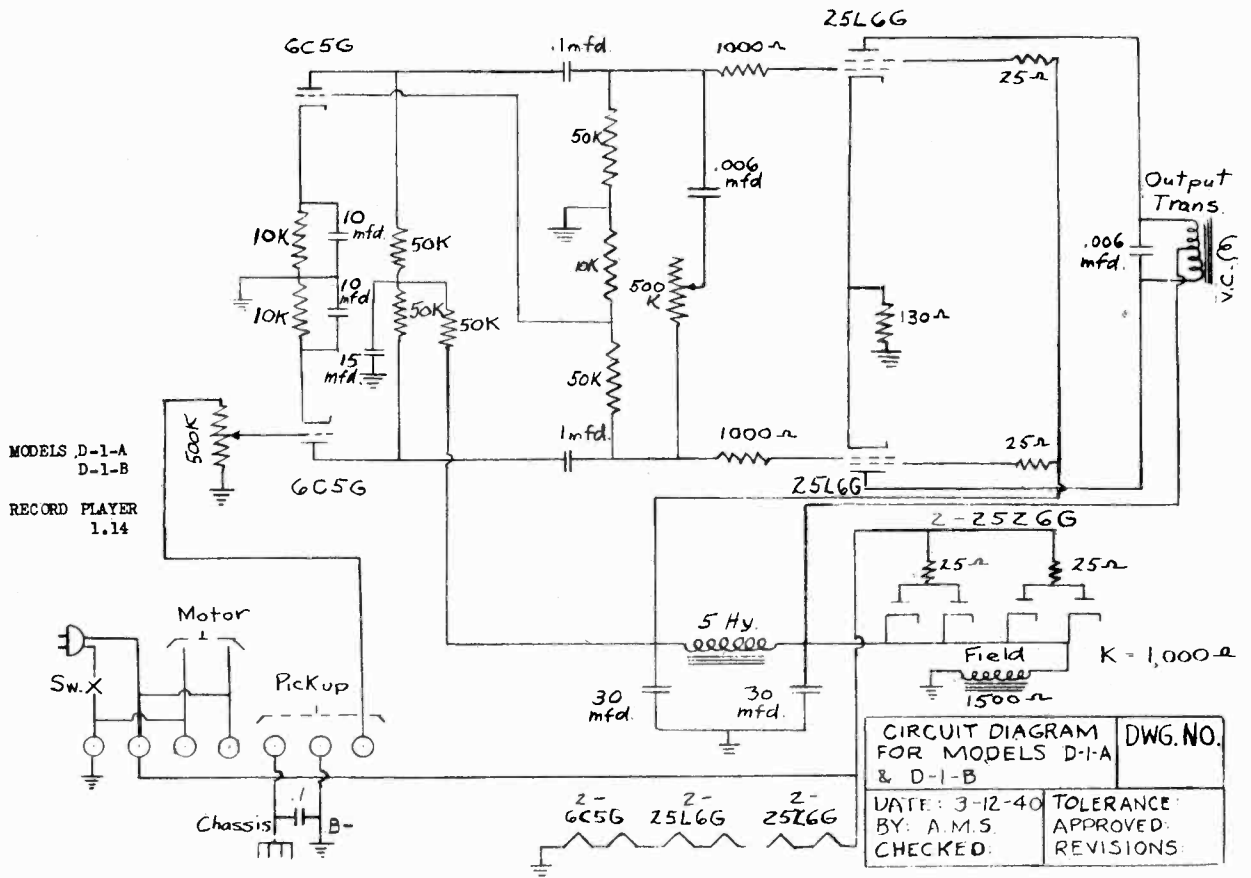 25L6G
6C5G
.1mfd.
1000Ω
25Ω
50K
.006
mfd
Output
Trans.
10K
10
mfd.
50K
10K
500
K
.006
mfd.
V.C.
10K
10
mfd.
50K
50K
130Ω
15
mfd.
50K
500K
1mfd.
1000Ω
25Ω
MODELS D-1-A
D-1-B
6C5G
25L6G
RECORD PLAYER
1.14
2-25Z6G
25Ω
25Ω
Motor
5 Hy.
Field
K = 1,000Ω
Sw.
Pickup
1500Ω
30
mfd.
30
mfd.
CIRCUIT DIAGRAM
FOR MODELS D-1-A
& D-1-B
DWG. NO.
.1
Chassis
B-
2-
6C5G
2-
25L6G
2-
25Z6G
DATE: 3-12-40
BY: A.M.S.
CHECKED:
TOLERANCE:
APPROVED:
REVISIONS: